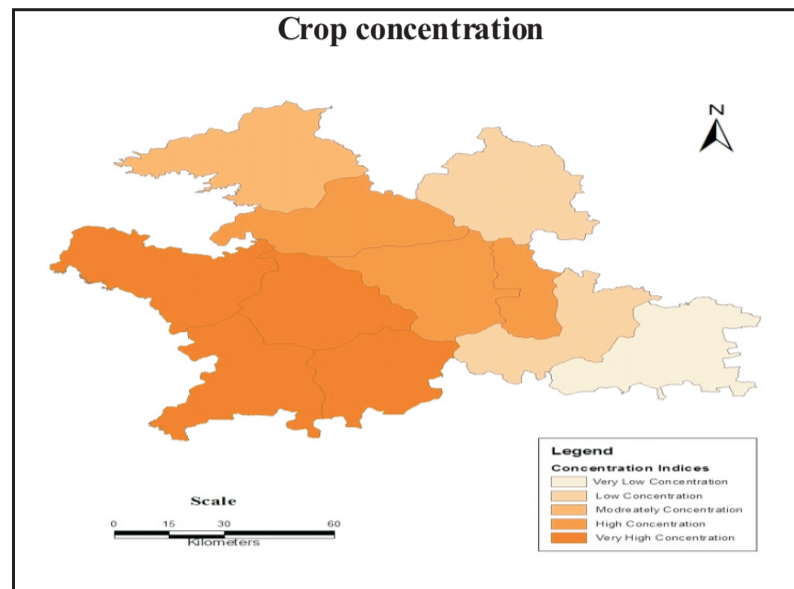 Crop concentration
N
Legend
Concentration Indices
Very Low Concentration
Low Concentration
Modreately Concentration
High Concentration
Very High Concentration
Scale
0 15 30 60
Kilometers